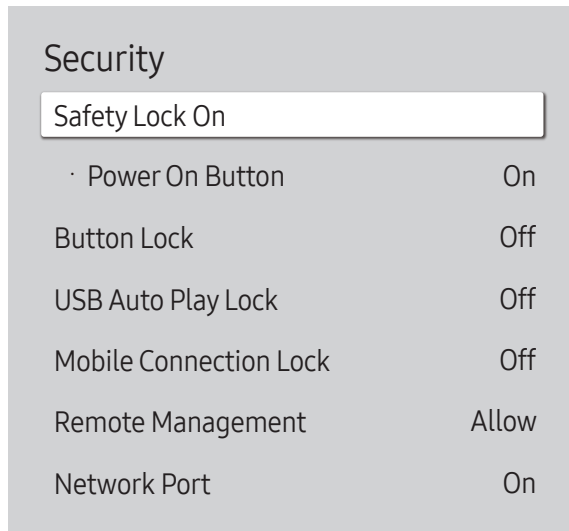 Security
Safety Lock On
· Power On Button On
Button Lock Off
USB Auto Play Lock Off
Mobile Connection Lock Off
Remote Management Allow
Network Port On